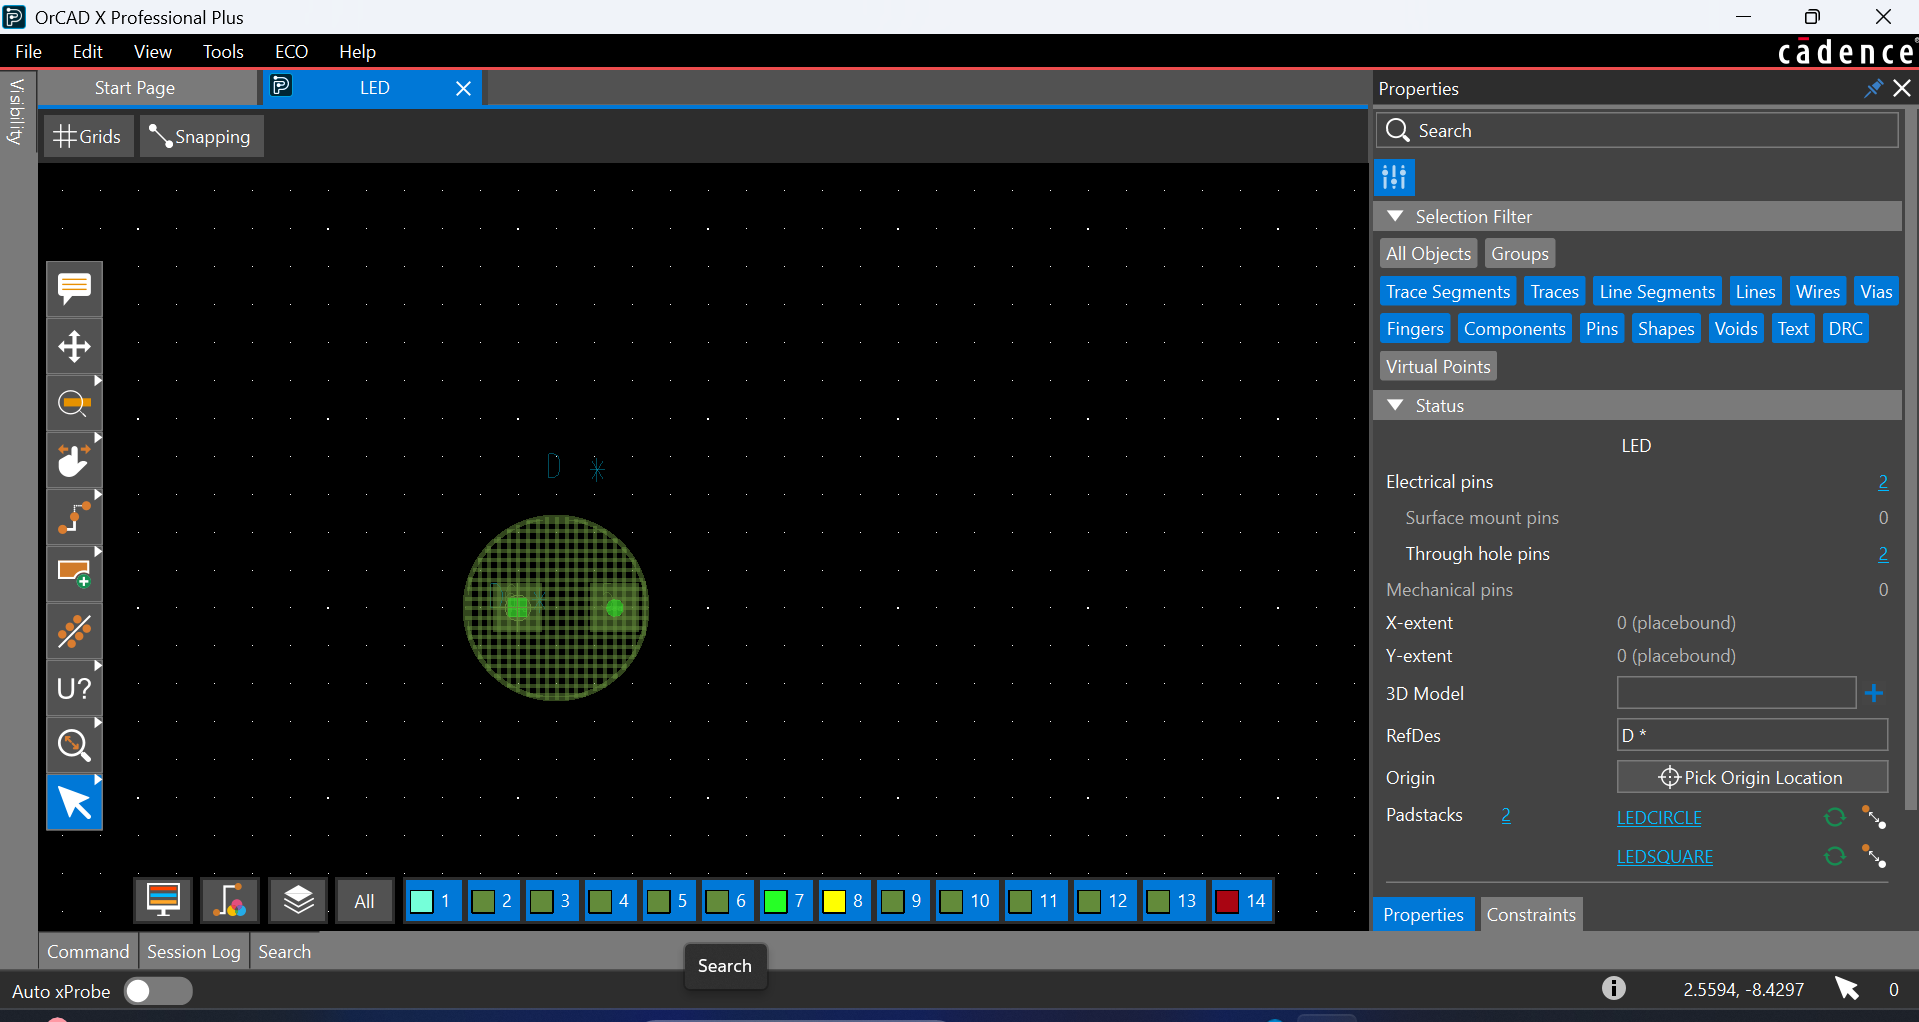 OrCAD X Professional Plus
File Edit View Tools ECO Help
cādence
Visibility
Start Page LED
Grids Snapping
D *
U?
All 1 2 3 4 5 6 7 8 9 10 11 12 13 14
Command Session Log Search
Search
Properties
Search
Selection Filter
All Objects Groups
Trace Segments Traces Line Segments Lines Wires Vias
Fingers Components Pins Shapes Voids Text DRC
Virtual Points
Status
LED
Electrical pins 2
Surface mount pins 0
Through hole pins 2
Mechanical pins 0
X-extent 0 (placebound)
Y-extent 0 (placebound)
3D Model
RefDes D *
Origin Pick Origin Location
Padstacks 2 LEDCIRCLE
LEDSQUARE
Properties Constraints
Auto xProbe 2.5594, -8.4297 0